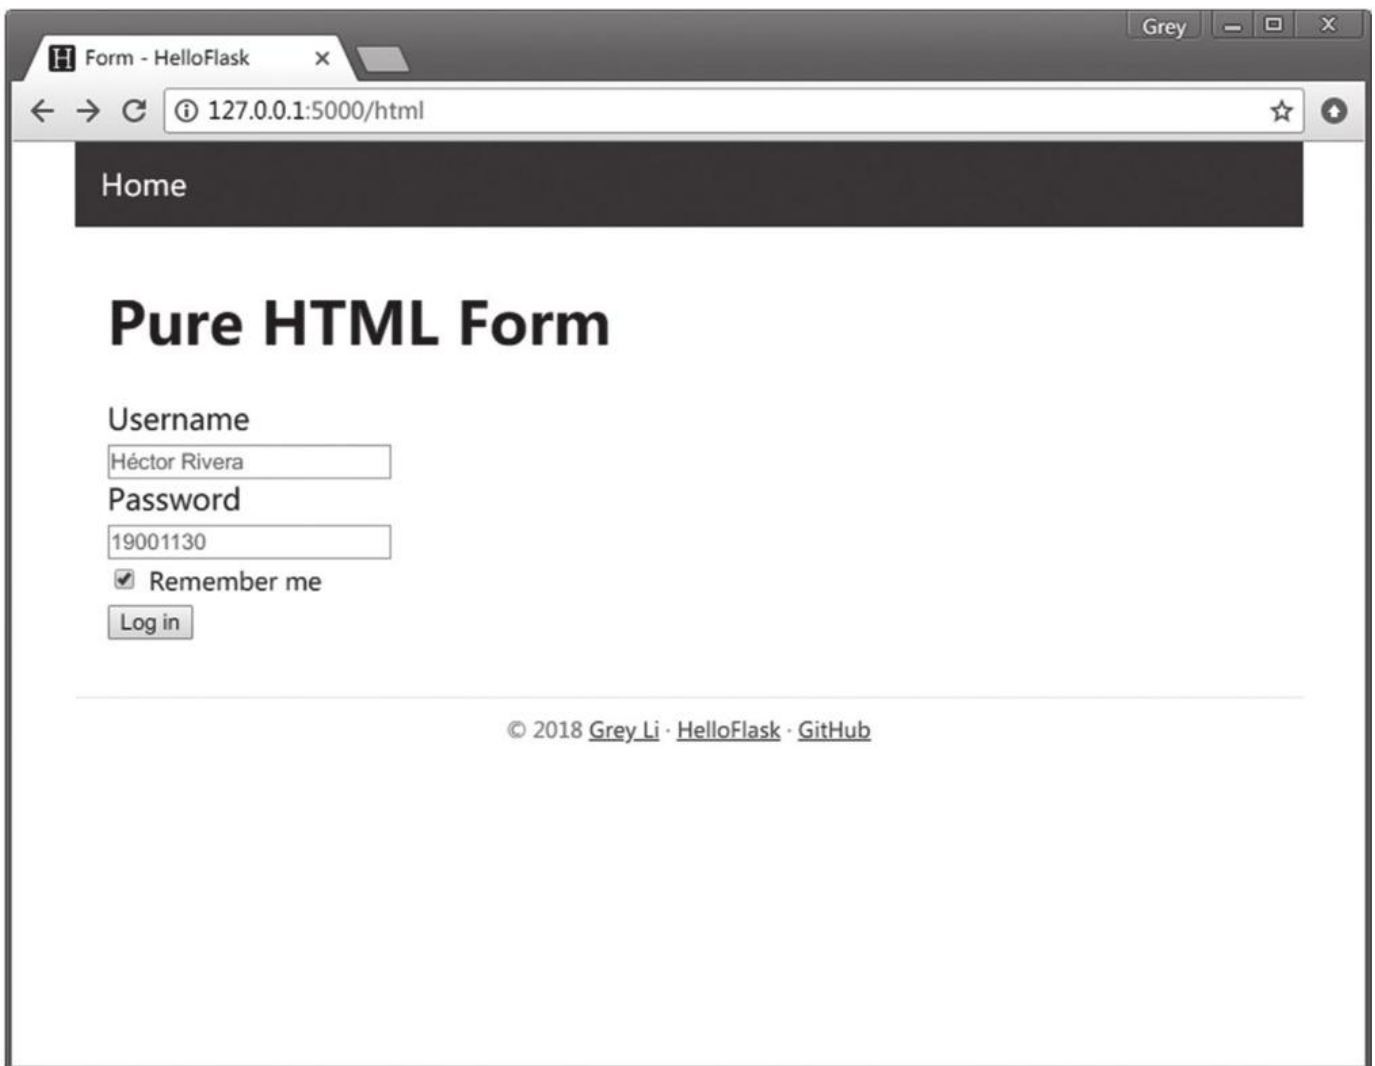 Grey
Form - HelloFlask
127.0.0.1:5000/html
Home
Pure HTML Form
Username
Héctor Rivera
Password
19001130
Remember me
Log in
© 2018 Grey Li · HelloFlask · GitHub